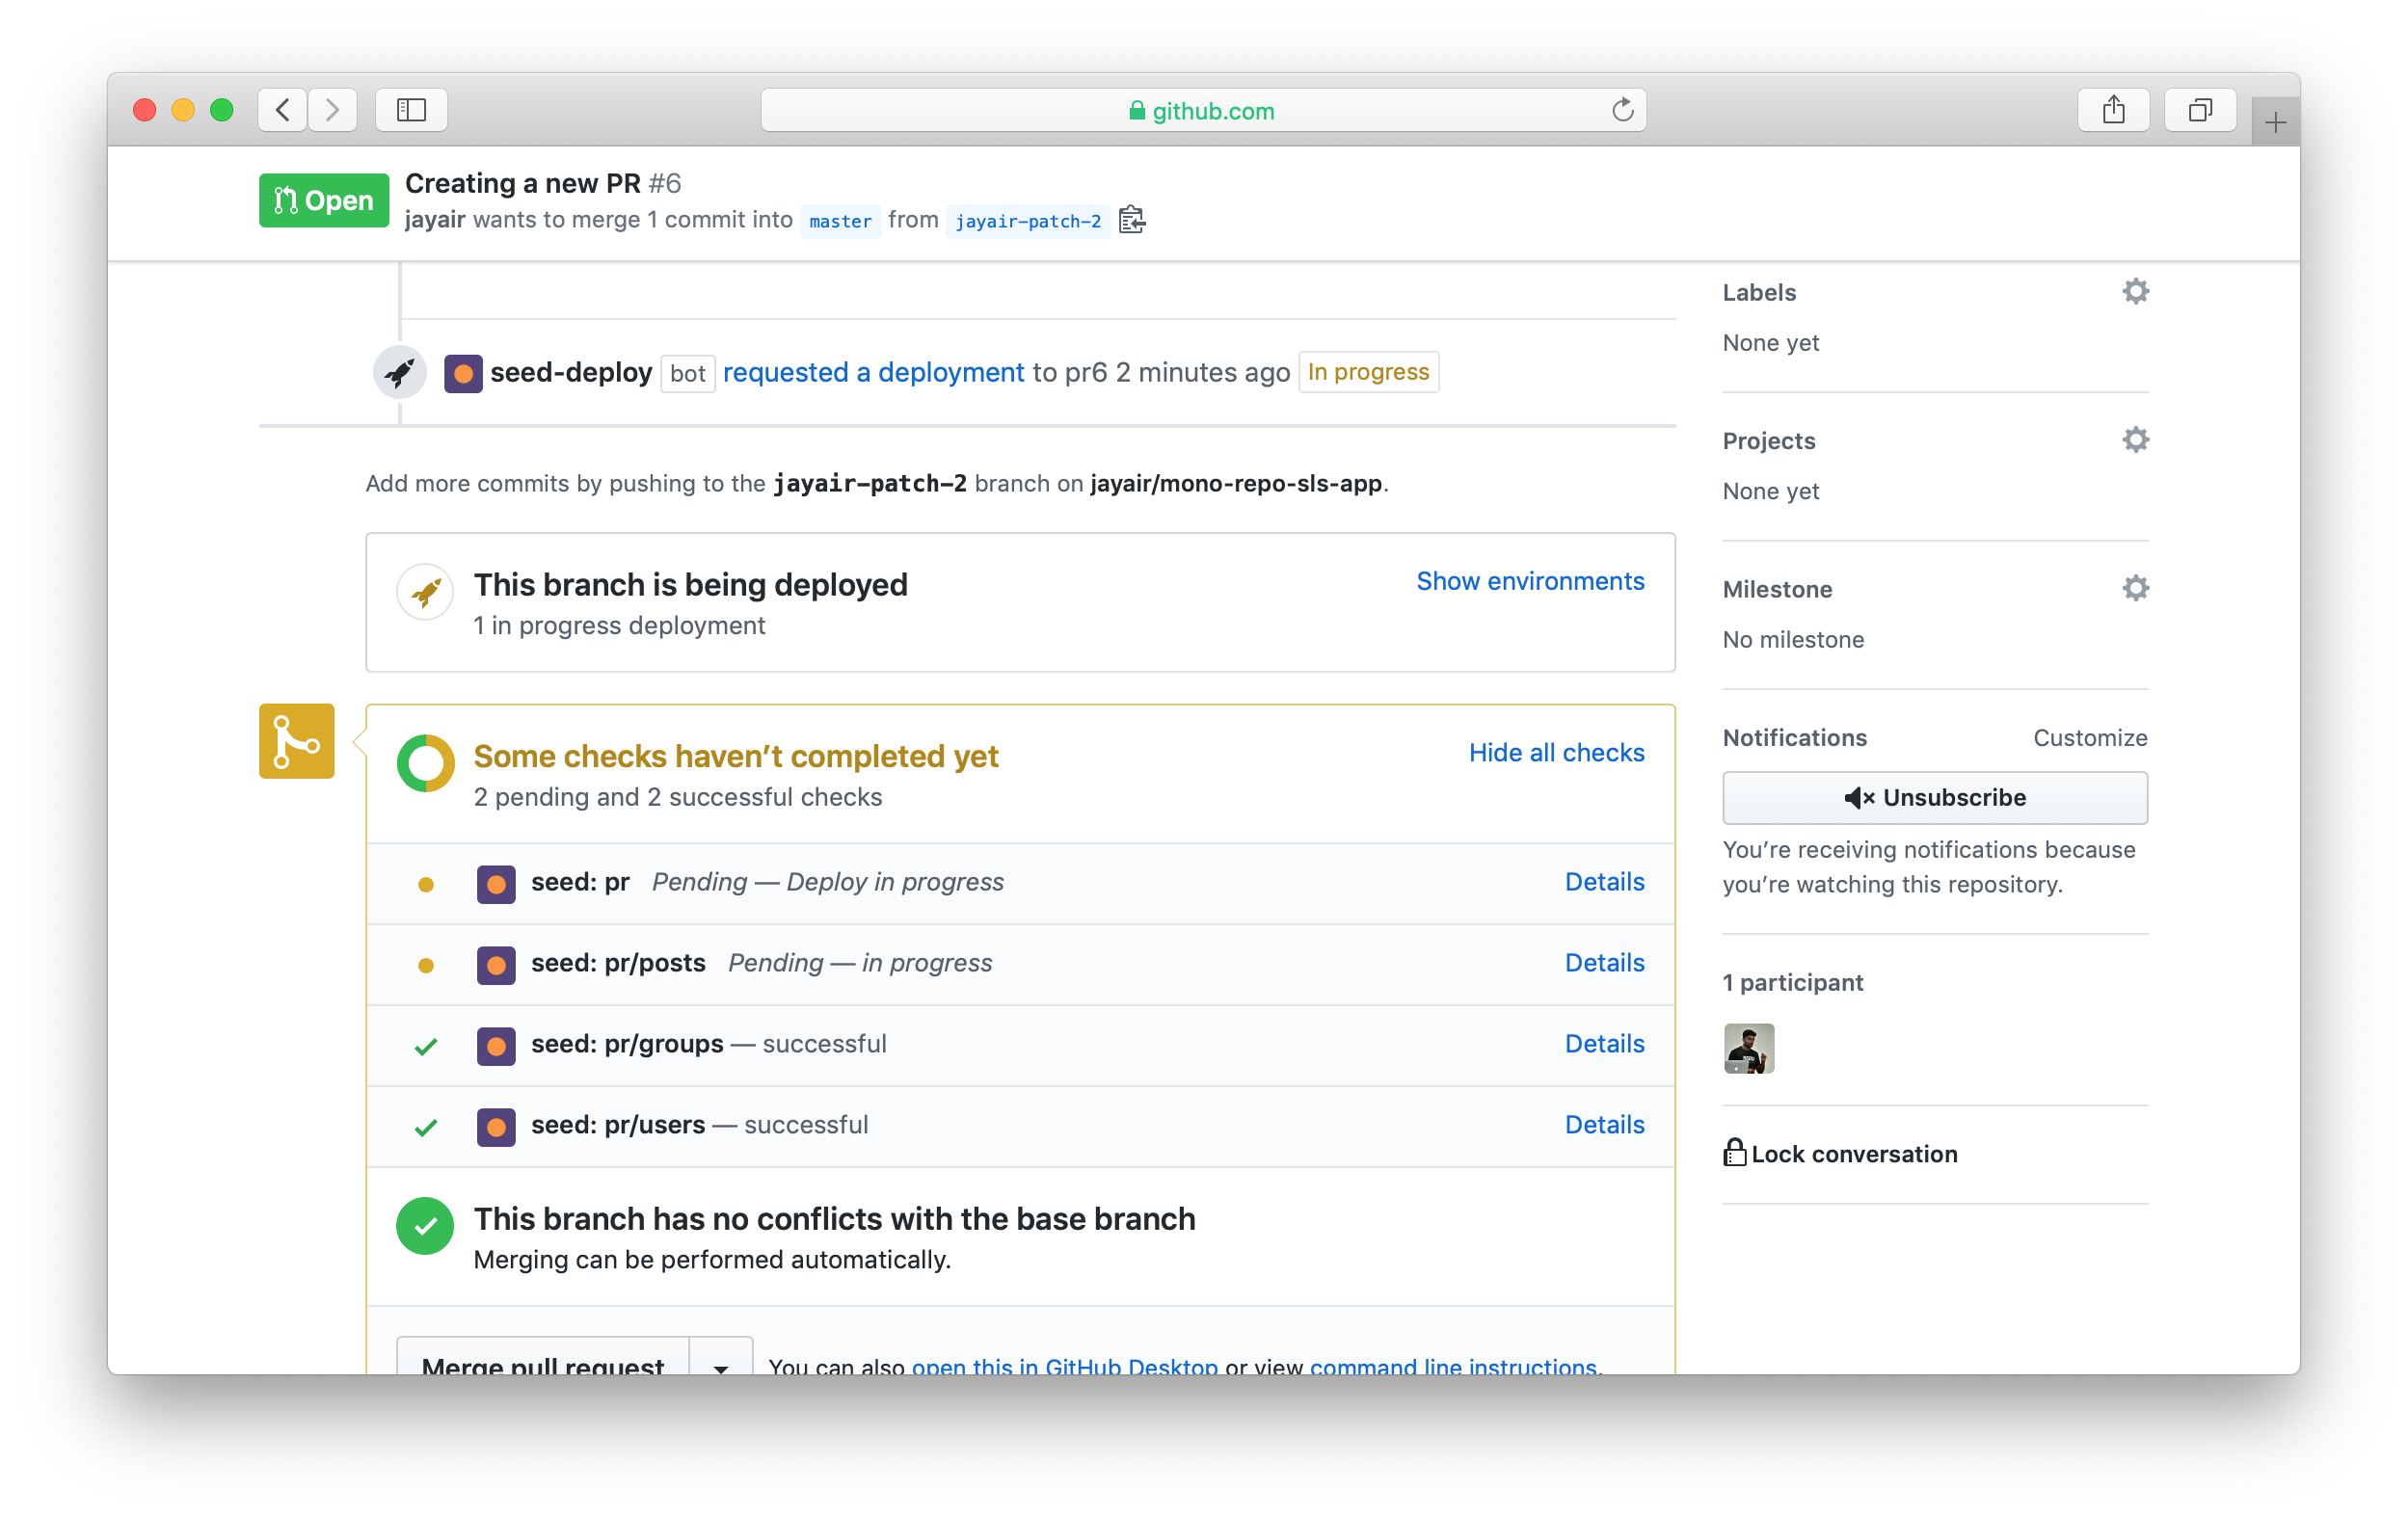 github.com
Open
Creating a new PR #6
jayair wants to merge 1 commit into master from jayair-patch-2
seed-deploy bot requested a deployment to pr6 2 minutes ago In progress
Add more commits by pushing to the jayair-patch-2 branch on jayair/mono-repo-sls-app.
This branch is being deployed
Show environments
1 in progress deployment
Some checks haven’t completed yet
Hide all checks
2 pending and 2 successful checks
seed: pr Pending — Deploy in progress Details
seed: pr/posts Pending — in progress Details
seed: pr/groups — successful Details
seed: pr/users — successful Details
This branch has no conflicts with the base branch
Merging can be performed automatically.
Merge pull request
You can also open this in GitHub Desktop or view command line instructions.
Labels
None yet
Projects
None yet
Milestone
No milestone
Notifications Customize
Unsubscribe
You’re receiving notifications because
you’re watching this repository.
1 participant
Lock conversation